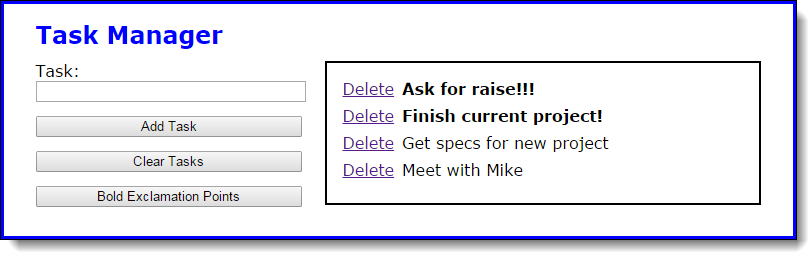 Task Manager
Task:
Add Task
Clear Tasks
Bold Exclamation Points
Delete Ask for raise!!!
Delete Finish current project!
Delete Get specs for new project
Delete Meet with Mike